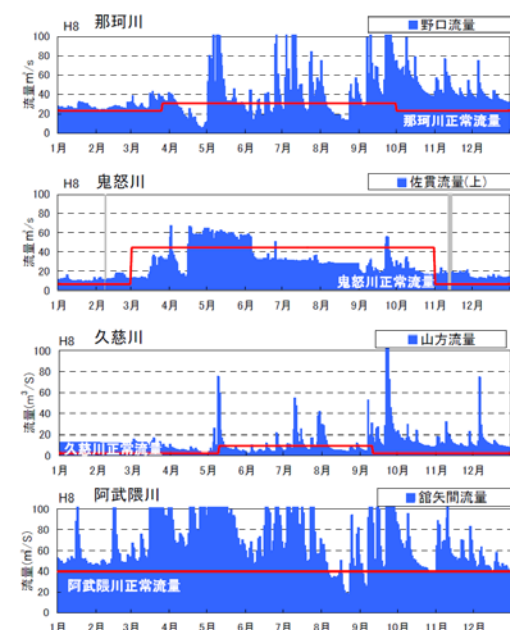 H8 那珂川 ■野口流量
流量㎥/s
100
80
60
40
20
0
那珂川正常流量
1月 2月 3月 4月 5月 6月 7月 8月 9月 10月 11月 12月
H8 鬼怒川 ■佐貫流量(上)
流量㎥/s
100
80
60
40
20
0
鬼怒川正常流量
1月 2月 3月 4月 5月 6月 7月 8月 9月 10月 11月 12月
H8 久慈川 ■山方流量
流量(m³/S)
100
80
60
40
20
0
久慈川正常流量
1月 2月 3月 4月 5月 6月 7月 8月 9月 10月 11月 12月
H8 阿武隈川 ■舘矢間流量
流量(㎥/S)
100
80
60
40
20
0
阿武隈川正常流量
1月 2月 3月 4月 5月 6月 7月 8月 9月 10月 11月 12月